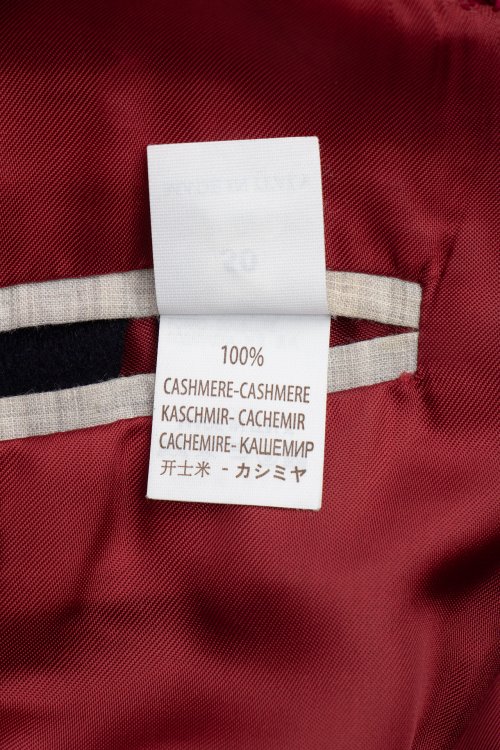 100%
CASHMERE-CASHMERE
KASCHMIR- CACHEMIR
CACHEMIRE- КАШЕМИР
开士米 - カシミヤ